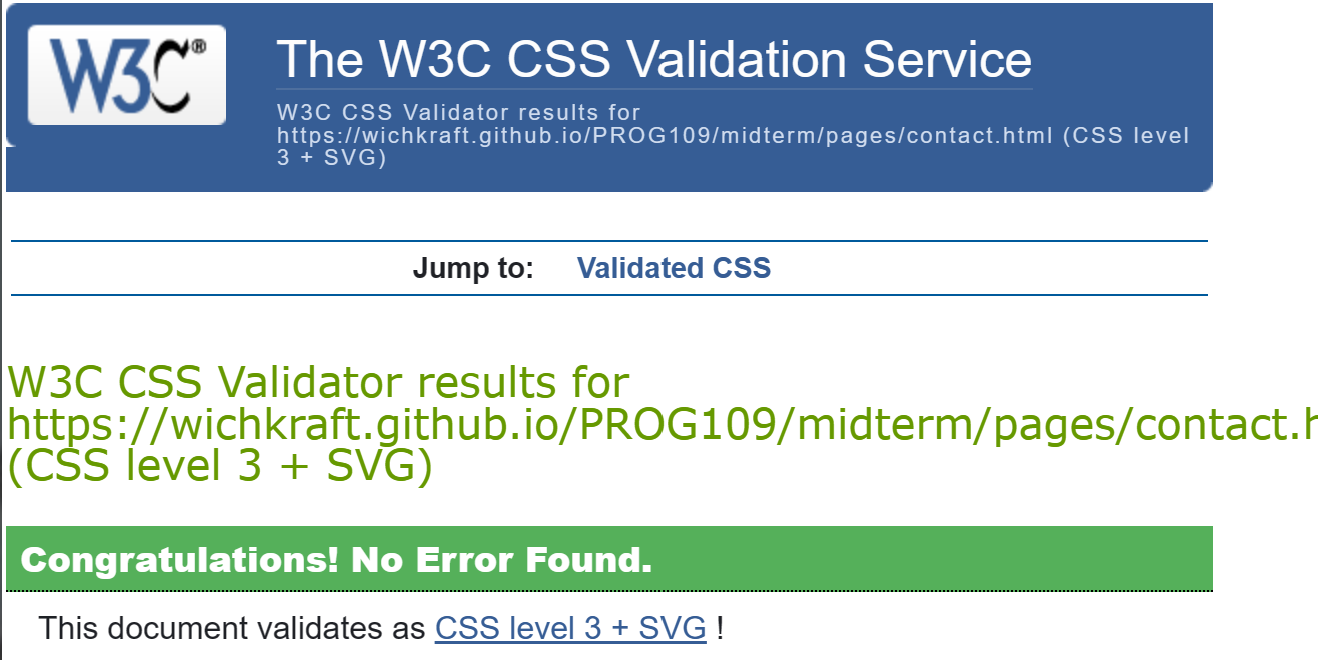 W3C®
The W3C CSS Validation Service
W3C CSS Validator results for
https://wichkraft.github.io/PROG109/midterm/pages/contact.html (CSS level
3 + SVG)
Jump to: Validated CSS
W3C CSS Validator results for
https://wichkraft.github.io/PROG109/midterm/pages/contact.h
(CSS level 3 + SVG)
Congratulations! No Error Found.
This document validates as CSS level 3 + SVG !